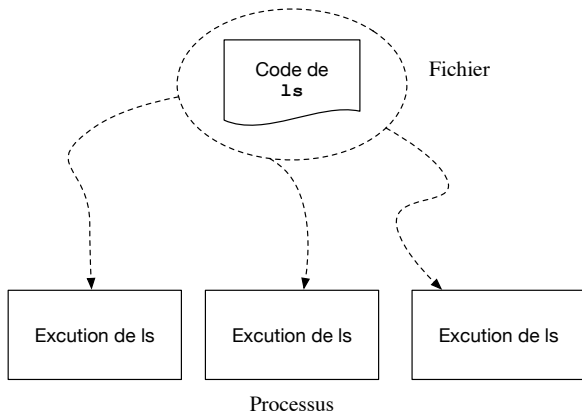 Code de
ls
Fichier
Excution de ls
Excution de ls
Excution de ls
Processus